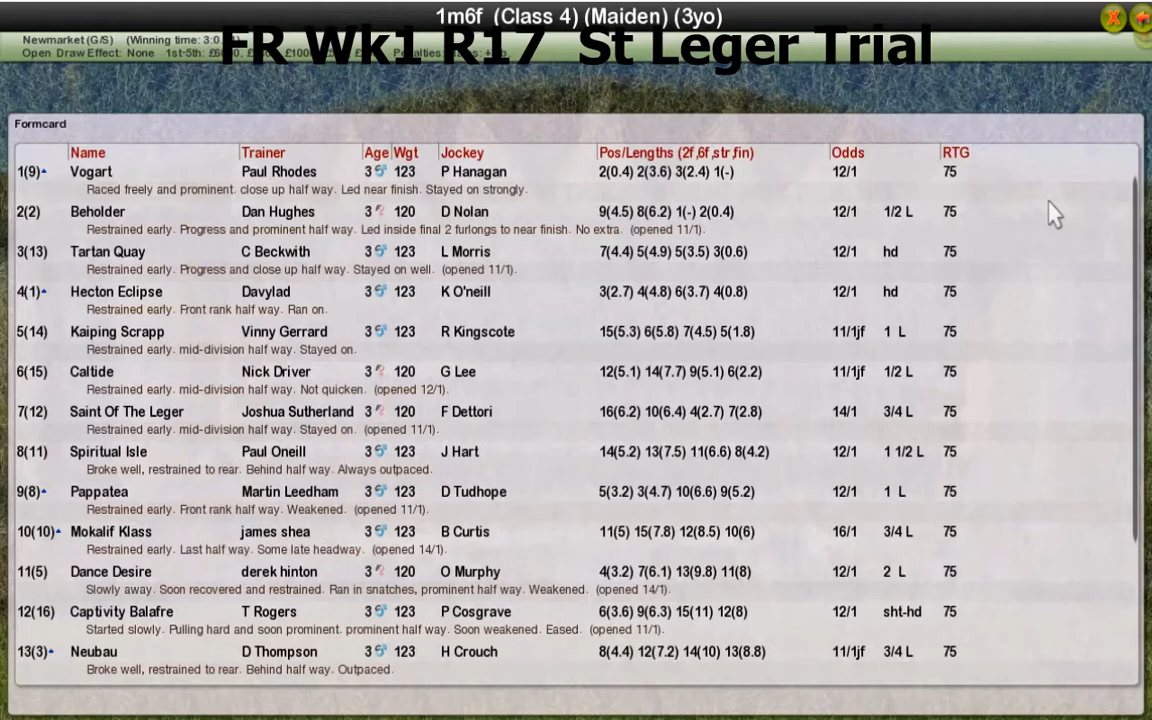 1m6f (Class 4) (Maiden) (3yo)
Newmarket (G/S) (Winning time: 3:0
FR Wk1 R17 St Leger Trial
Open Draw Effect: None 1st-5th:
Formcard
Name Trainer Age Wgt Jockey Pos/Lengths (2f,6f,str,fin) Odds RTG
1(9) Vogart Paul Rhodes 3 123 P Hanagan 2(0.4) 2(3.6) 3(2.4) 1(-) 12/1 75
Raced freely and prominent. close up half way. Led near finish. Stayed on strongly.
2(2) Beholder Dan Hughes 3 120 D Nolan 9(4.5) 8(6.2) 1(-) 2(0.4) 12/1 1/2 L 75
Restrained early. Progress and prominent half way. Led inside final 2 furlongs to near finish. No extra. (opened 11/1).
3(13) Tartan Quay C Beckwith 3 123 L Morris 7(4.4) 5(4.9) 5(3.5) 3(0.6) 12/1 hd 75
Restrained early. Progress and close up half way. Stayed on well. (opened 11/1).
4(1) Hecton Eclipse Davylad 3 123 K O'neill 3(2.7) 4(4.8) 6(3.7) 4(0.8) 12/1 hd 75
Restrained early. Front rank half way. Ran on.
5(14) Kaiping Scrapp Vinny Gerrard 3 123 R Kingscote 15(5.3) 6(5.8) 7(4.5) 5(1.8) 11/1jf 1 L 75
Restrained early. mid-division half way. Stayed on.
6(15) Caltide Nick Driver 3 120 G Lee 12(5.1) 14(7.7) 9(5.1) 6(2.2) 11/1jf 1/2 L 75
Restrained early. mid-division half way. Not quicken. (opened 12/1).
7(12) Saint Of The Leger Joshua Sutherland 3 120 F Dettori 16(6.2) 10(6.4) 4(2.7) 7(2.8) 14/1 3/4 L 75
Restrained early. mid-division half way. Stayed on. (opened 11/1).
8(11) Spiritual Isle Paul Oneill 3 123 J Hart 14(5.2) 13(7.5) 11(6.6) 8(4.2) 12/1 1 1/2 L 75
Broke well, restrained to rear. Behind half way. Always outpaced.
9(8) Pappatea Martin Leedham 3 123 D Tudhope 5(3.2) 3(4.7) 10(6.6) 9(5.2) 12/1 1 L 75
Restrained early. Front rank half way. Weakened. (opened 11/1).
10(10) Mokalif Klass james shea 3 123 B Curtis 11(5) 15(7.8) 12(8.5) 10(6) 16/1 3/4 L 75
Restrained early. Last half way. Some late headway. (opened 14/1).
11(5) Dance Desire derek hinton 3 120 O Murphy 4(3.2) 7(6.1) 13(9.8) 11(8) 12/1 2 L 75
Slowly away. Soon recovered and restrained. Ran in snatches, prominent half way. Weakened. (opened 14/1).
12(16) Captivity Balafre T Rogers 3 123 P Cosgrave 6(3.6) 9(6.3) 15(11) 12(8) 12/1 sht-hd 75
Started slowly. Pulling hard and soon prominent. prominent half way. Soon weakened. Eased. (opened 11/1).
13(3) Neubau D Thompson 3 123 H Crouch 8(4.4) 12(7.2) 14(10) 13(8.8) 11/1jf 3/4 L 75
Broke well, restrained to rear. Behind half way. Outpaced.